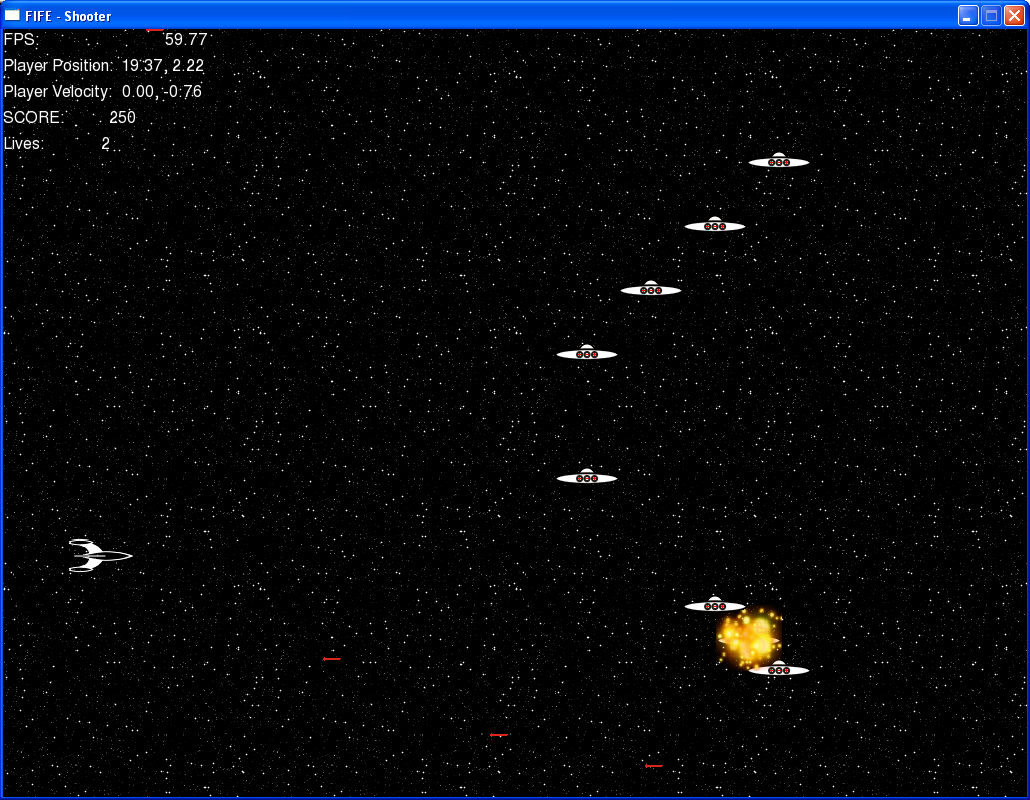 FIFE - Shooter
FPS: 59.77
Player Position: 19.37, 2.22
Player Velocity: 0.00, -0.76
SCORE: 250
Lives: 2